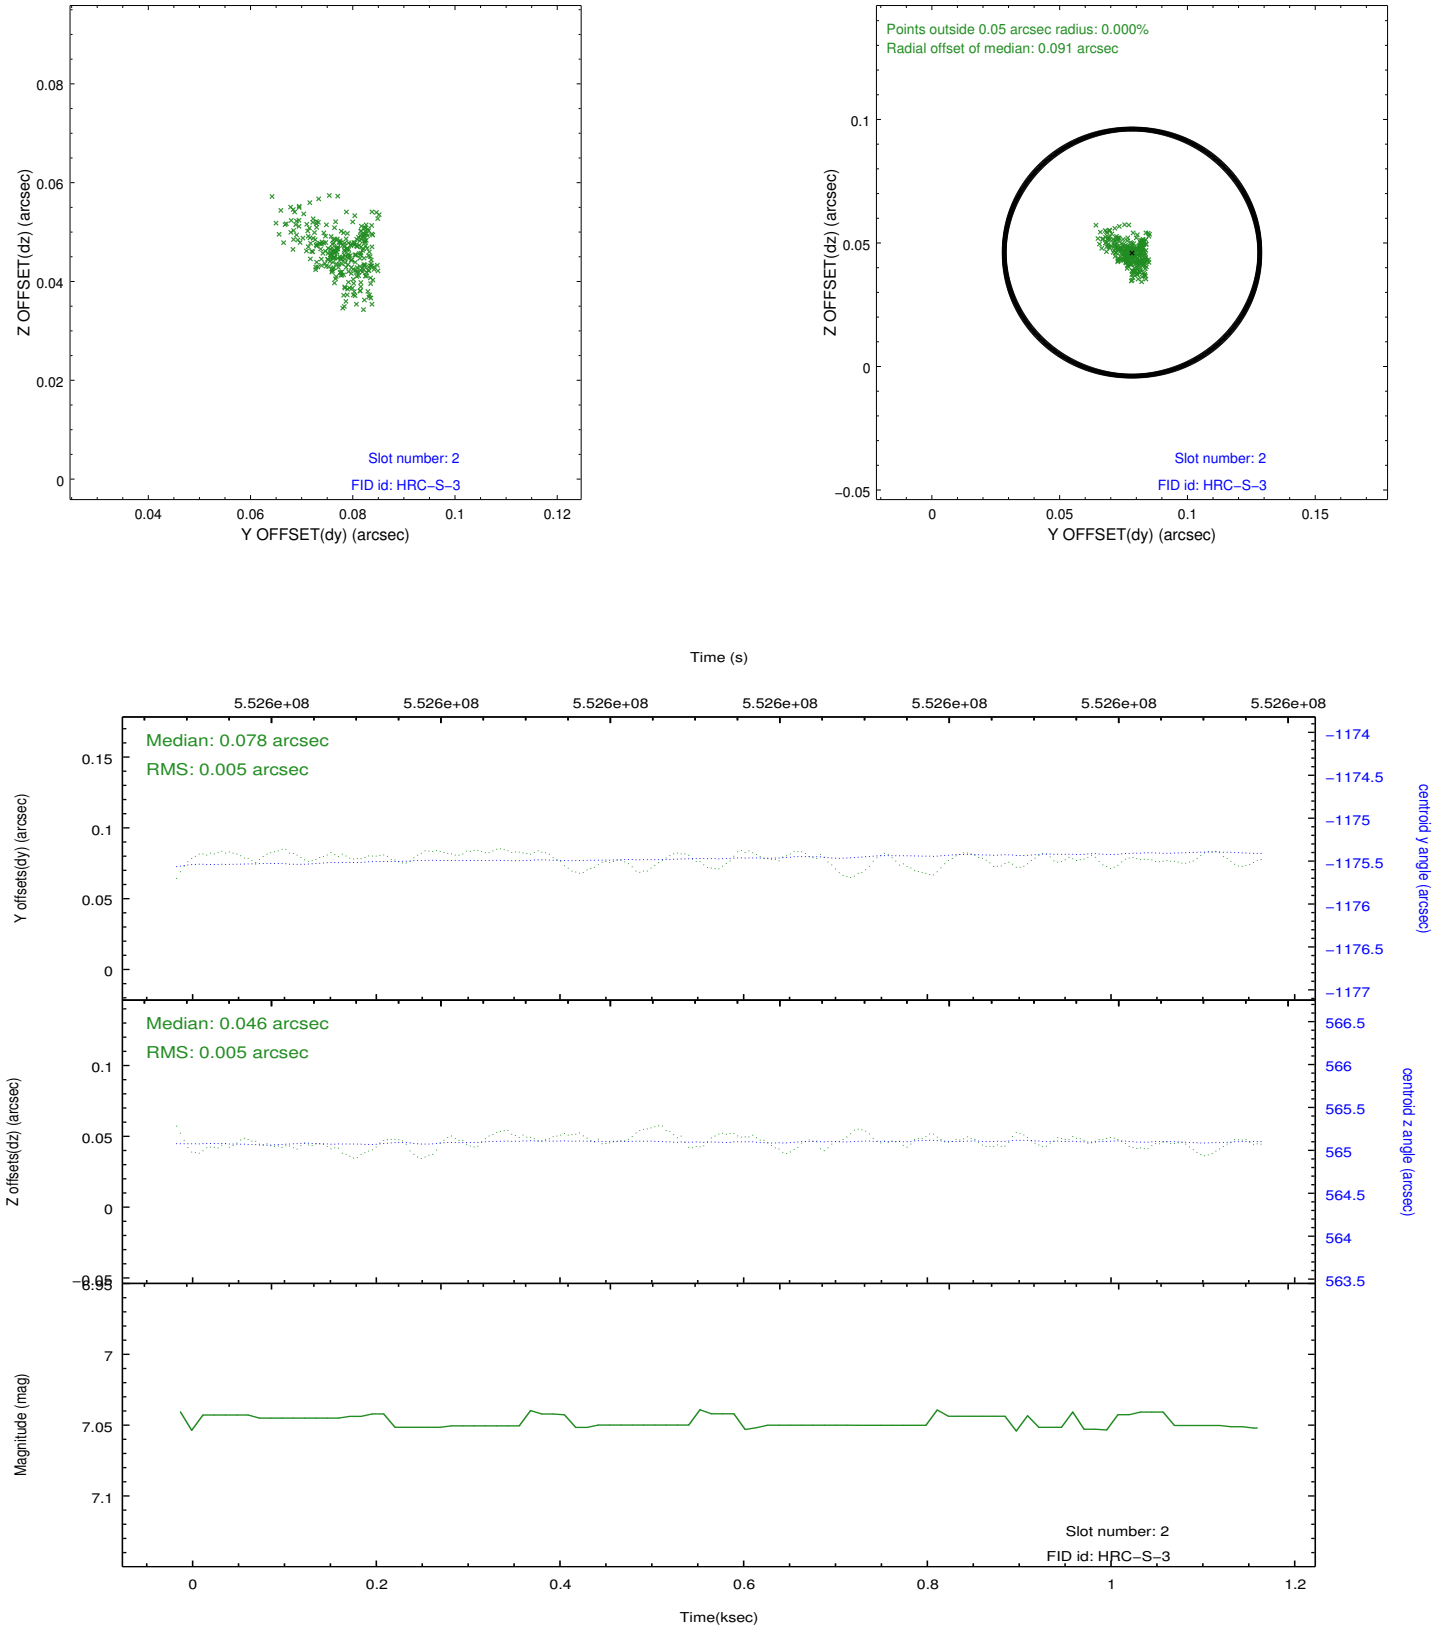 0.08
0.06
0.04
0.02
0
Z OFFSET(dz) (arcsec)
Slot number: 2
FID id: HRC−S−3
0.04 0.06 0.08 0.1 0.12
Y OFFSET(dy) (arcsec)
Points outside 0.05 arcsec radius: 0.000%
Radial offset of median: 0.091 arcsec
0.1
0.05
0
−0.05
Z OFFSET(dz) (arcsec)
Slot number: 2
FID id: HRC−S−3
0 0.05 0.1 0.15
Y OFFSET(dy) (arcsec)
Time (s)
5.526e+08 5.526e+08 5.526e+08 5.526e+08 5.526e+08 5.526e+08 5.526e+08
Median: 0.078 arcsec
RMS: 0.005 arcsec
0.15
0.1
0.05
0
Y offsets(dy) (arcsec)
−1174
−1174.5
−1175
−1175.5
−1176
−1176.5
−1177
centroid y angle (arcsec)
Median: 0.046 arcsec
RMS: 0.005 arcsec
0.1
0.05
0
−0.05
Z offsets(dz) (arcsec)
566.5
566
565.5
565
564.5
564
563.5
centroid z angle (arcsec)
6.95
7
7.05
7.1
Magnitude (mag)
Slot number: 2
FID id: HRC−S−3
0 0.2 0.4 0.6 0.8 1 1.2
Time(ksec)